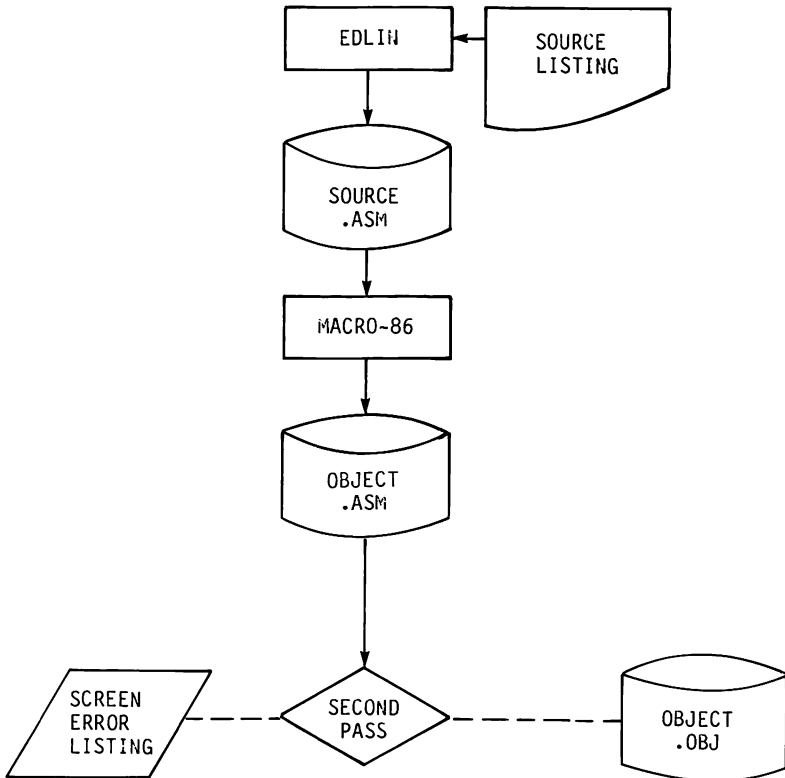 EDLIN
SOURCE
LISTING
SOURCE
.ASM
MACRO-86
OBJECT
.ASM
SCREEN
ERROR
LISTING
SECOND
PASS
OBJECT
.OBJ